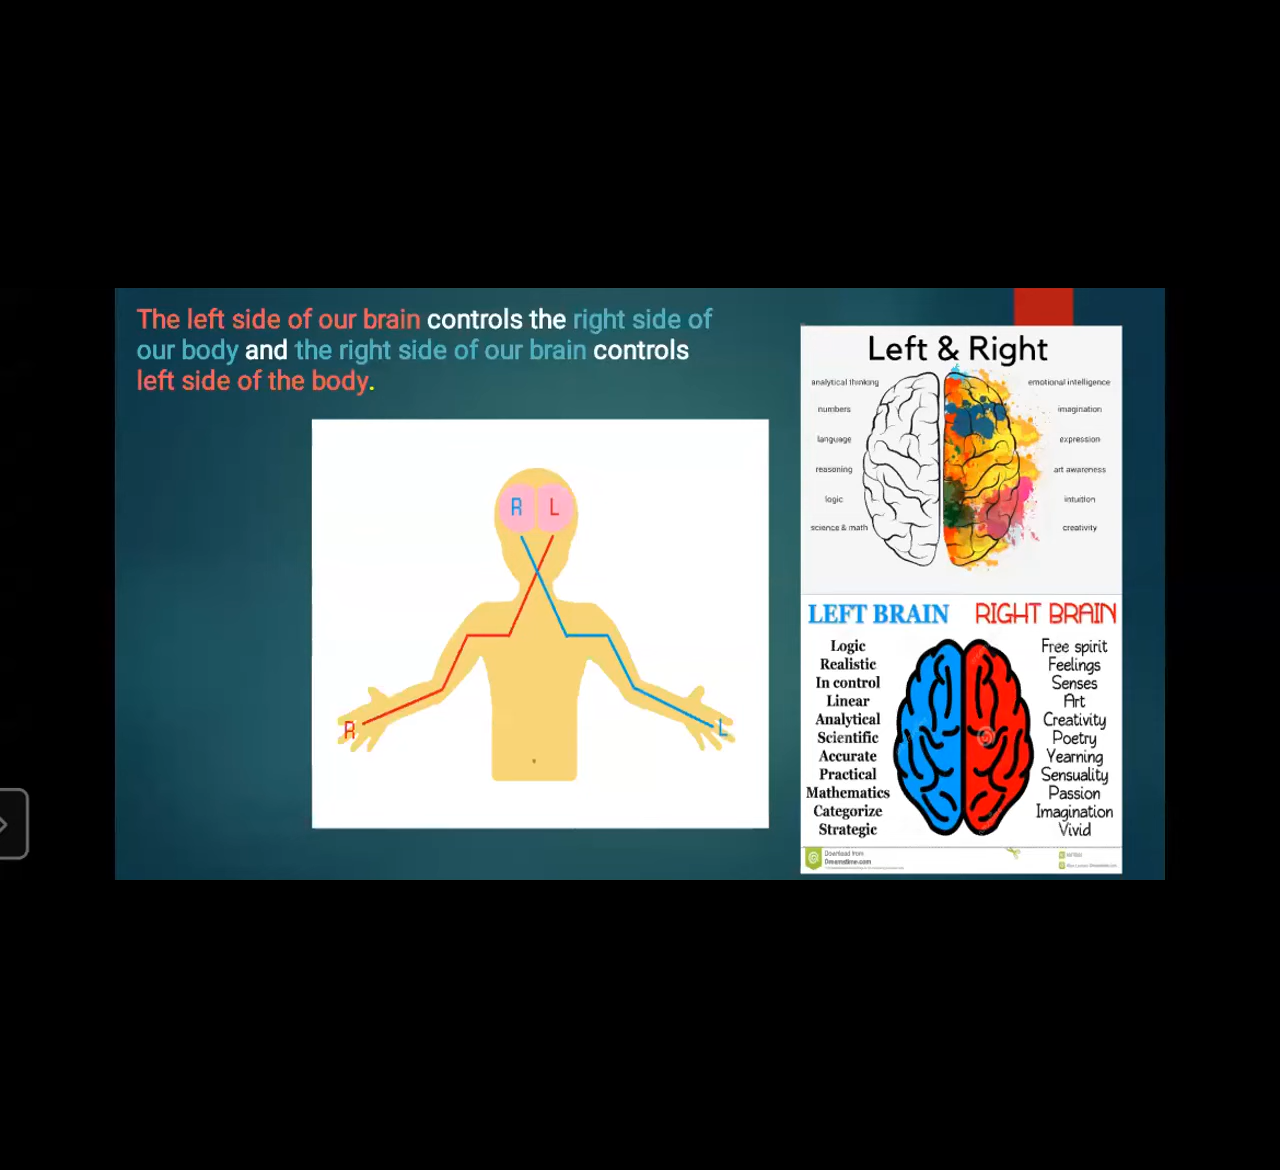 The left side of our brain controls the right side of
our body and the right side of our brain controls
left side of the body.
R L
R
L
Left & Right
analytical thinking
numbers
language
reasoning
logic
science & math
emotional intelligence
imagination
expression
art awareness
intuition
creativity
LEFT BRAIN
Logic
Realistic
In control
Linear
Analytical
Scientific
Accurate
Practical
Mathematics
Categorize
Strategic
RIGHT BRAIN
Free spirit
Feelings
Senses
Art
Creativity
Poetry
Yearning
Sensuality
Passion
Imagination
Vivid
Download from
Dreamstime.com